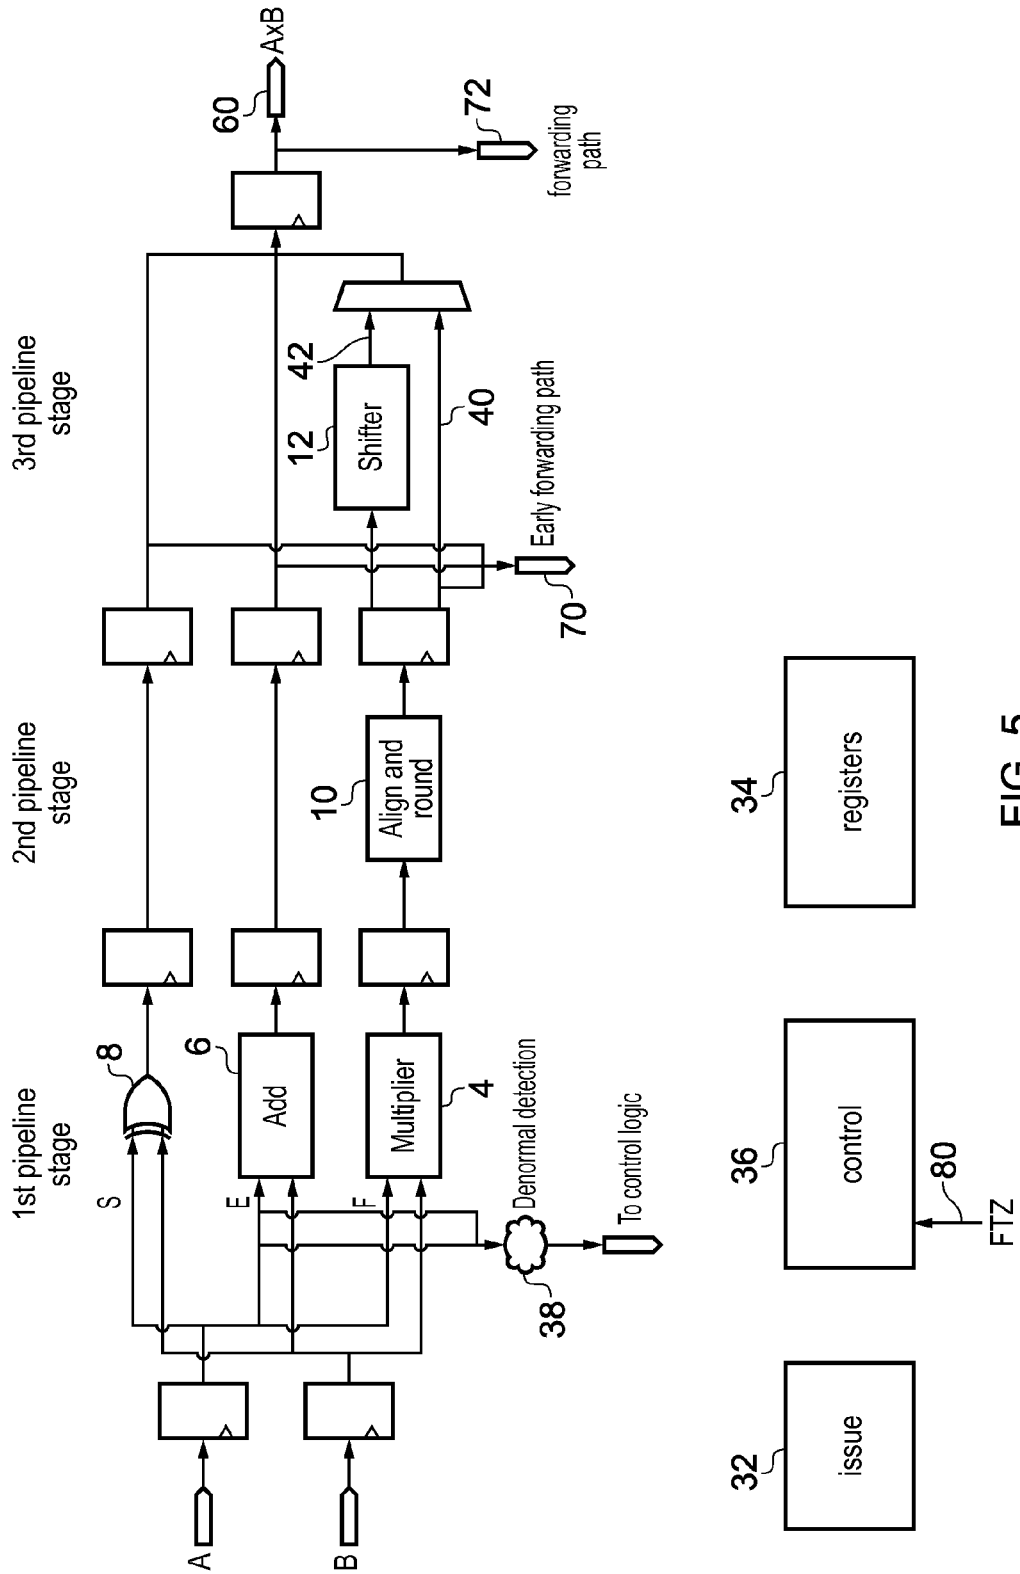 1st pipeline
stage
2nd pipeline
stage
3rd pipeline
stage
A
B
S
E
F
8
6
Add
4
Multiplier
38
Denormal detection
To control logic
10
Align and
round
12
Shifter
42
40
70
Early forwarding path
60
AxB
72
forwarding
path
32
issue
36
control
80
FTZ
34
registers
FIG. 5